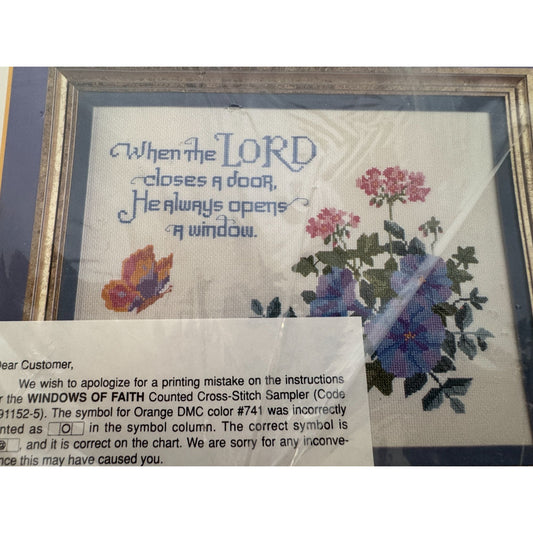 When the LORD
closes a door,
He always opens
a window.
Dear Customer,
We wish to apologize for a printing mistake on the instructions
r the WINDOWS OF FAITH Counted Cross-Stitch Sampler (Code
91152-5). The symbol for Orange DMC color #741 was incorrectly
nted as O in the symbol column. The correct symbol is
@, and it is correct on the chart. We are sorry for any inconve-
nce this may have caused you.